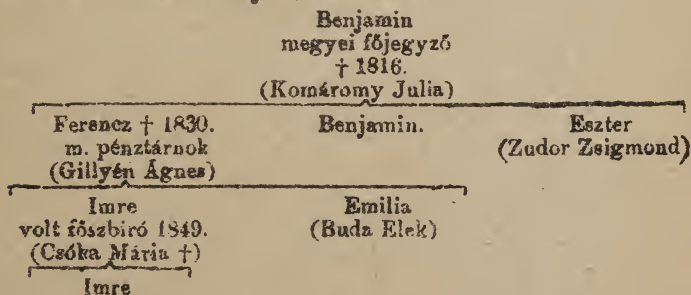 Benjamin
megyei főjegyző
† 1816.
(Komáromy Julia)
Ferencz † 1830.
m. pénztárnok
(Gillyén Ágnes)
Benjamin.
Eszter
(Zudor Zsigmond)
Imre
volt főszbiró 1849.
(Csóka Mária †)
Emilia
(Buda Elek)
Imre